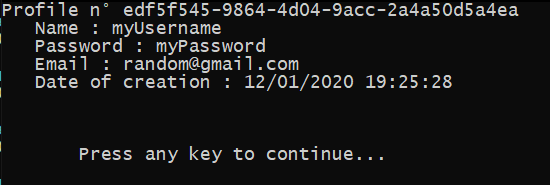 Profile n° edf5f545-9864-4d04-9acc-2a4a50d5a4ea
Name : myUsername
Password : myPassword
Email : random@gmail.com
Date of creation : 12/01/2020 19:25:28
Press any key to continue...